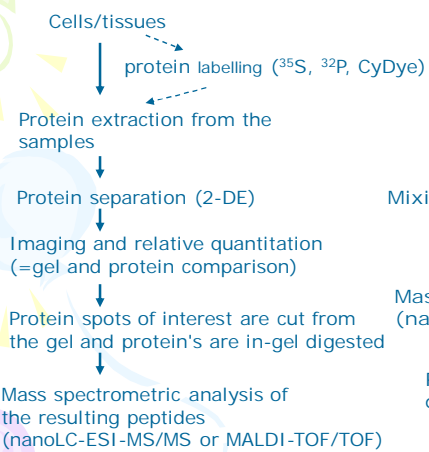 Cells/tissues
protein labelling (³⁵S, ³²P, CyDye)
Protein extraction from the
samples
Protein separation (2-DE)
Imaging and relative quantitation
(=gel and protein comparison)
Protein spots of interest are cut from
the gel and protein's are in-gel digested
Mass spectrometric analysis of
the resulting peptides
(nanoLC-ESI-MS/MS or MALDI-TOF/TOF)
Mixi
Mas
(na